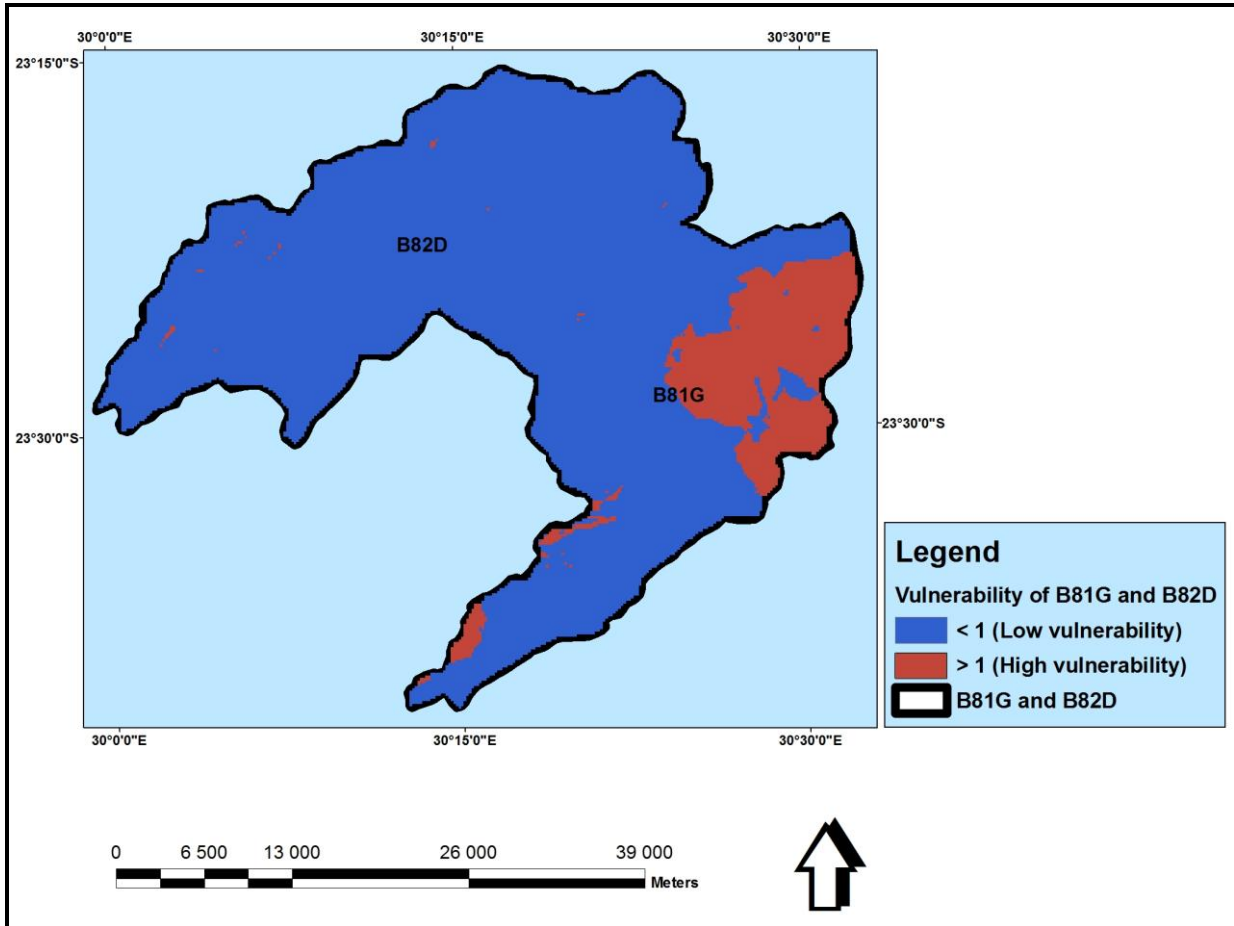 30°0'0"E 30°15'0"E 30°30'0"E
23°15'0"S
B82D
B81G
23°30'0"S 23°30'0"S
Legend
Vulnerability of B81G and B82D
< 1 (Low vulnerability)
> 1 (High vulnerability)
B81G and B82D
30°0'0"E 30°15'0"E 30°30'0"E
0 6 500 13 000 26 000 39 000
Meters